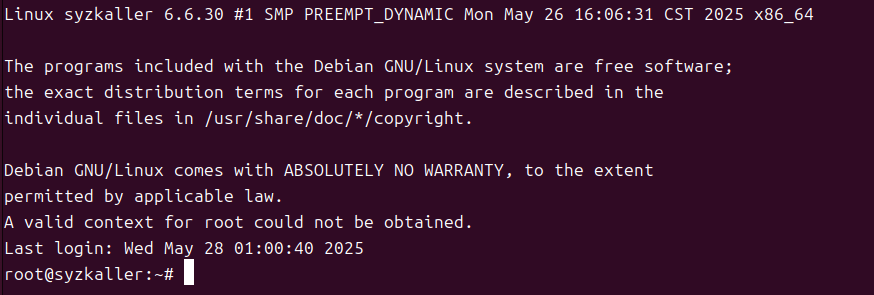 Linux syzkaller 6.6.30 #1 SMP PREEMPT_DYNAMIC Mon May 26 16:06:31 CST 2025 x86_64
The programs included with the Debian GNU/Linux system are free software;
the exact distribution terms for each program are described in the
individual files in /usr/share/doc/*/copyright.
Debian GNU/Linux comes with ABSOLUTELY NO WARRANTY, to the extent
permitted by applicable law.
A valid context for root could not be obtained.
Last login: Wed May 28 01:00:40 2025
root@syzkaller:~#